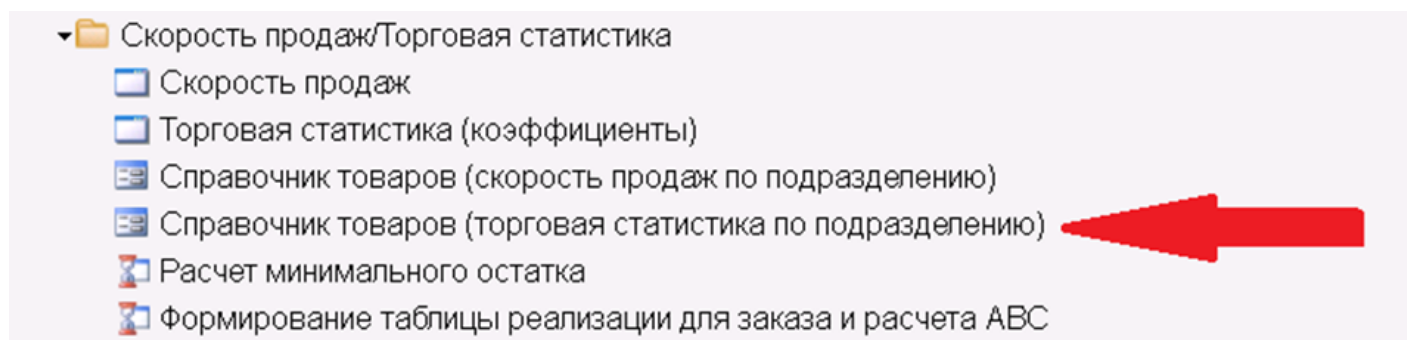 Скорость продаж/Торговая статистика
Скорость продаж
Торговая статистика (коэффициенты)
Справочник товаров (скорость продаж по подразделению)
Справочник товаров (торговая статистика по подразделению)
Расчет минимального остатка
Формирование таблицы реализации для заказа и расчета ABC